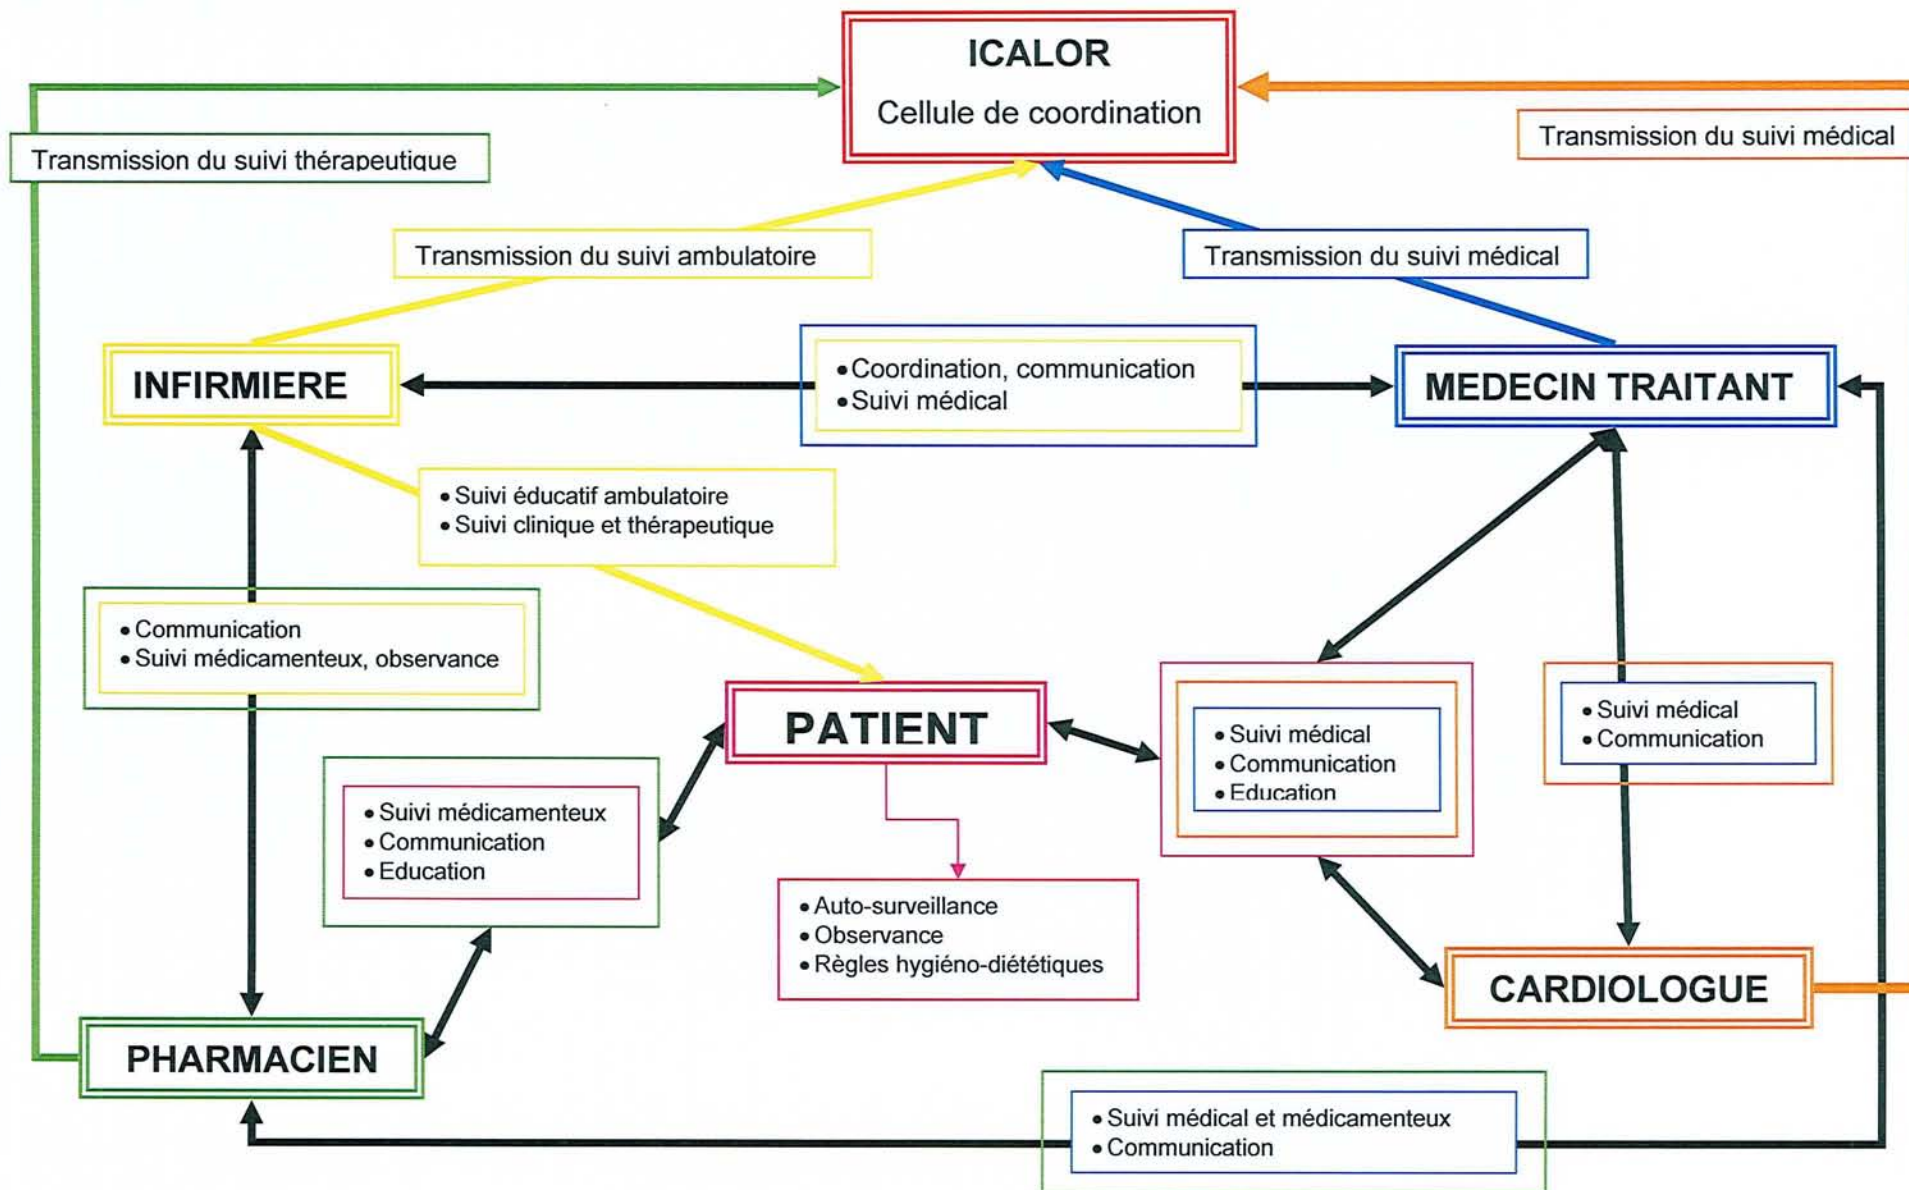 ICALOR
Cellule de coordination
Transmission du suivi thérapeutique
Transmission du suivi médical
Transmission du suivi ambulatoire
Transmission du suivi médical
INFIRMIERE
• Coordination, communication
• Suivi médical
MEDECIN TRAITANT
• Suivi éducatif ambulatoire
• Suivi clinique et thérapeutique
• Communication
• Suivi médicamenteux, observance
PATIENT
• Suivi médical
• Communication
• Education
• Suivi médical
• Communication
• Suivi médicamenteux
• Communication
• Education
• Auto-surveillance
• Observance
• Règles hygiéno-diététiques
CARDIOLOGUE
PHARMACIEN
• Suivi médical et médicamenteux
• Communication